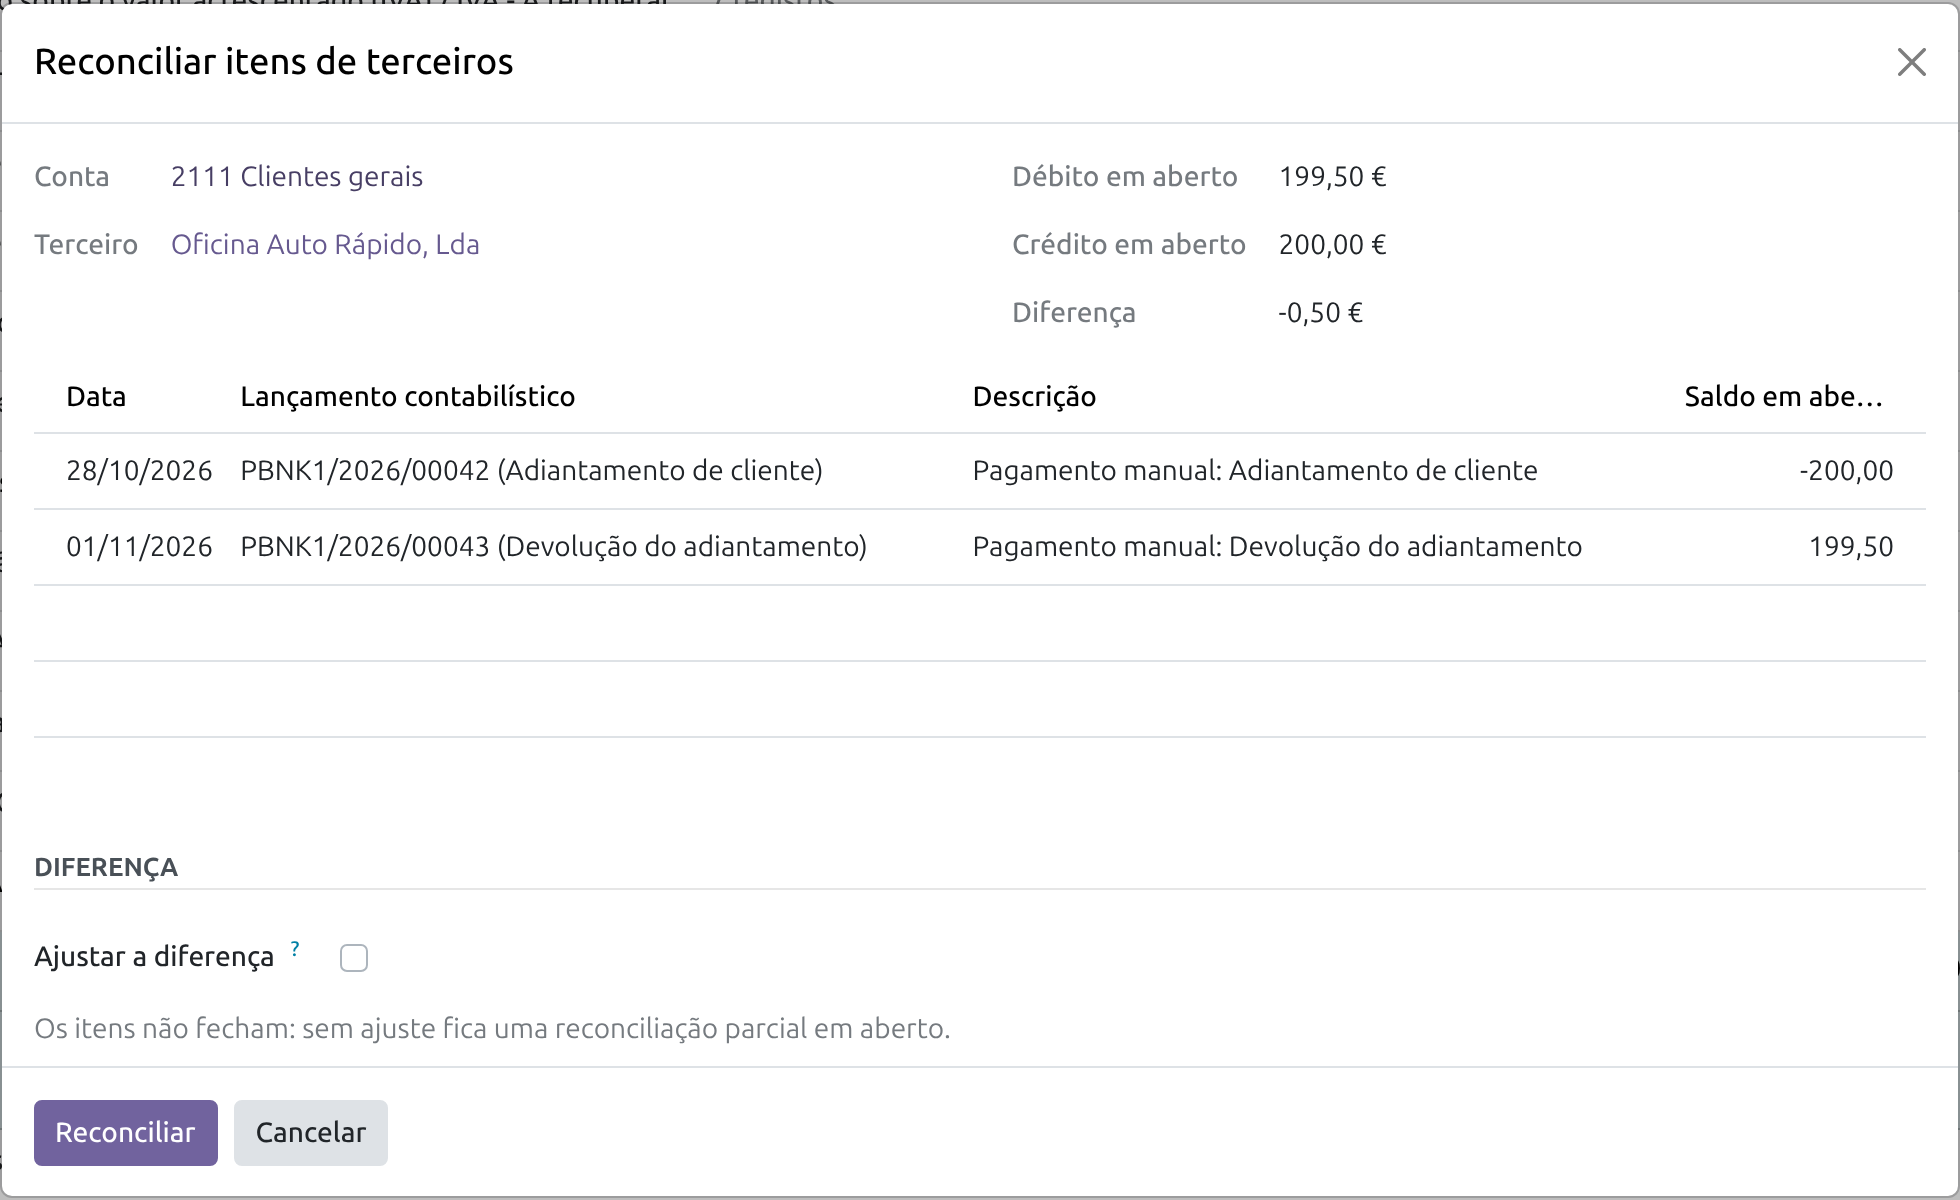 Reconciliar itens de terceiros
Conta 2111 Clientes gerais
Terceiro Oficina Auto Rápido, Lda
Débito em aberto 199,50 €
Crédito em aberto 200,00 €
Diferença -0,50 €
Data Lançamento contabilístico Descrição Saldo em abe...
28/10/2026 PBNK1/2026/00042 (Adiantamento de cliente) Pagamento manual: Adiantamento de cliente -200,00
01/11/2026 PBNK1/2026/00043 (Devolução do adiantamento) Pagamento manual: Devolução do adiantamento 199,50
DIFERENÇA
Ajustar a diferença ?
Os itens não fecham: sem ajuste fica uma reconciliação parcial em aberto.
Reconciliar Cancelar